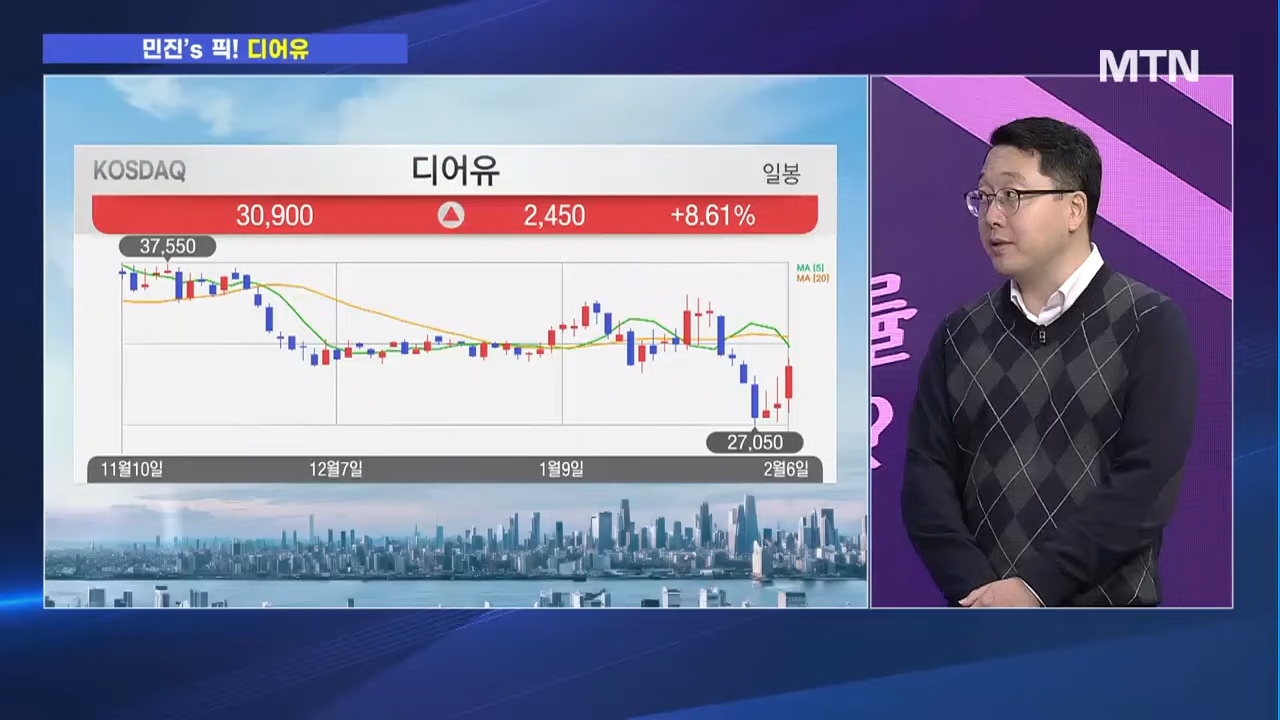 민진's 픽! 디어유
MTN
KOSDAQ
디어유
일봉
30,900
2,450
+8.61%
37,550
MA [5]
MA [20]
27,050
11월10일
12월7일
1월9일
2월6일
를
?